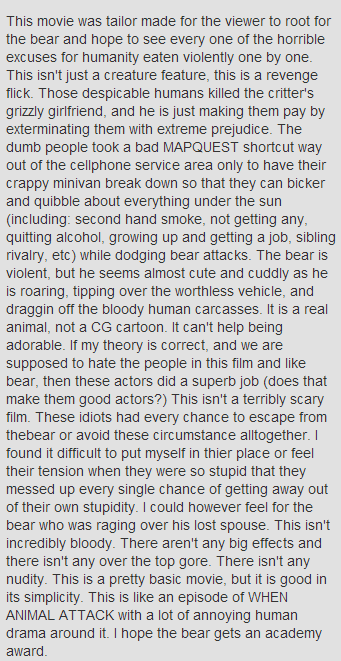 This movie was tailor made for the viewer to root for
the bear and hope to see every one of the horrible
excuses for humanity eaten violently one by one.
This isn't just a creature feature, this is a revenge
flick. Those despicable humans killed the critter's
grizzly girlfriend, and he is just making them pay by
exterminating them with extreme prejudice. The
dumb people took a bad MAPQUEST shortcut way
out of the cellphone service area only to have their
crappy minivan break down so that they can bicker
and quibble about everything under the sun
(including: second hand smoke, not getting any,
quitting alcohol, growing up and getting a job, sibling
rivalry, etc) while dodging bear attacks. The bear is
violent, but he seems almost cute and cuddly as he
is roaring, tipping over the worthless vehicle, and
draggin off the bloody human carcasses. It is a real
animal, not a CG cartoon. It can't help being
adorable. If my theory is correct, and we are
supposed to hate the people in this film and like
bear, then these actors did a superb job (does that
make them good actors?) This isn't a terribly scary
film. These idiots had every chance to escape from
thebear or avoid these circumstance alltogether. I
found it difficult to put myself in thier place or feel
their tension when they were so stupid that they
messed up every single chance of getting away out
of their own stupidity. I could however feel for the
bear who was raging over his lost spouse. This isn't
incredibly bloody. There aren't any big effects and
there isn't any over the top gore. There isn't any
nudity. This is a pretty basic movie, but it is good in
its simplicity. This is like an episode of WHEN
ANIMAL ATTACK with a lot of annoying human
drama around it. I hope the bear gets an academy
award.